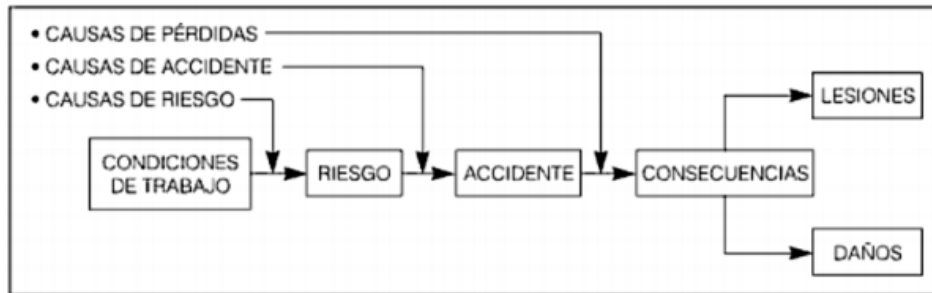 • CAUSAS DE PÉRDIDAS
• CAUSAS DE ACCIDENTE
• CAUSAS DE RIESGO
CONDICIONES
DE TRABAJO
RIESGO
ACCIDENTE
CONSECUENCIAS
LESIONES
DAÑOS